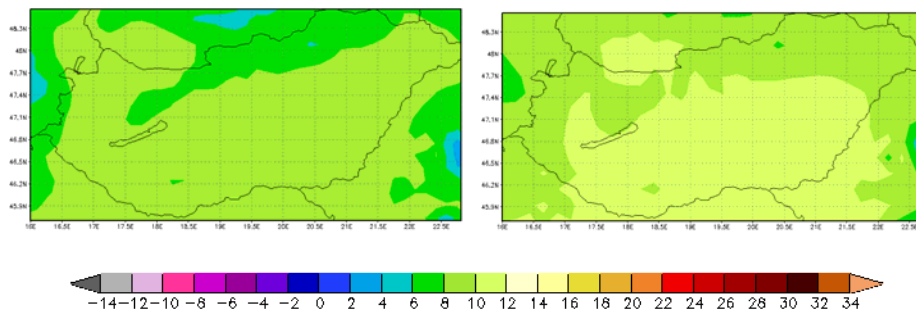 48.3N 48.3N
48N 48N
47.7N 47.7N
47.4N 47.4N
47.1N 47.1N
46.8N 46.8N
46.5N 46.5N
46.2N 46.2N
45.9N 45.9N
16E 16.5E 17E 17.5E 18E 18.5E 19E 19.5E 20E 20.5E 21E 21.5E 22E 22.5E 16E 16.5E 17E 17.5E 18E 18.5E 19E 19.5E 20E 20.5E 21E 21.5E 22E 22.5E
-14 -12 -10 -8 -6 -4 -2 0 2 4 6 8 10 12 14 16 18 20 22 24 26 28 30 32 34